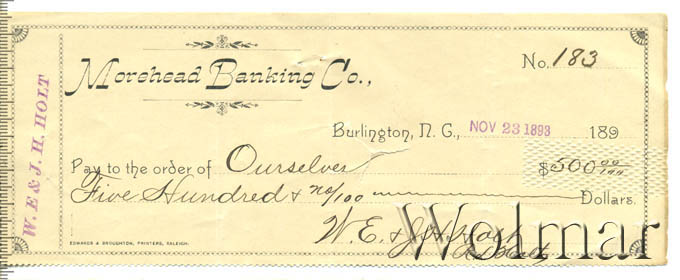 No. 183
Morehead Banking Co.,
W. E & J. H. HOLT
Burlington, N. C., NOV 23 1893 189
Pay to the order of Ourselves
$500 00/100
Five Hundred & no/100 Dollars.
W. E. & J. H. Holt
EDWARDS & BROUGHTON, PRINTERS, RALEIGH.
Wolmar